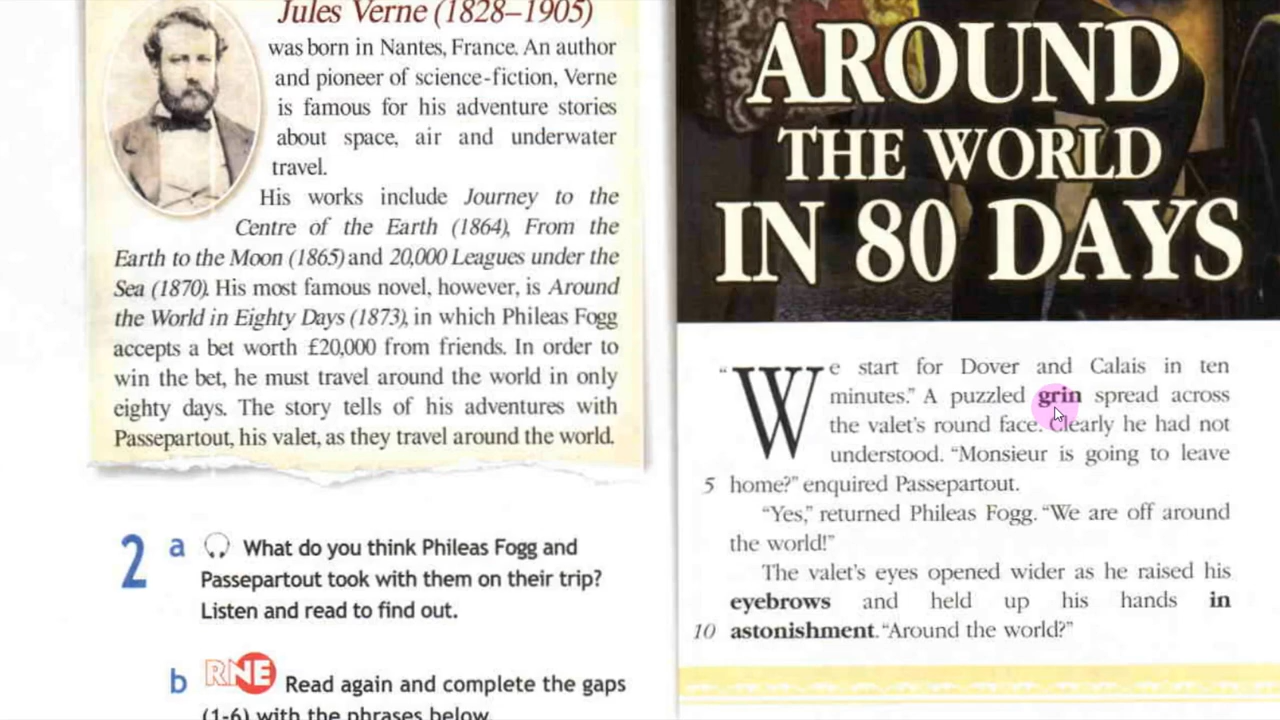 Jules Verne (1828–1905)
was born in Nantes, France. An author
and pioneer of science-fiction, Verne
is famous for his adventure stories
about space, air and underwater
travel.
His works include Journey to the
Centre of the Earth (1864), From the
Earth to the Moon (1865) and 20,000 Leagues under the
Sea (1870). His most famous novel, however, is Around
the World in Eighty Days (1873), in which Phileas Fogg
accepts a bet worth £20,000 from friends. In order to
win the bet, he must travel around the world in only
eighty days. The story tells of his adventures with
Passepartout, his valet, as they travel around the world.
2 a What do you think Phileas Fogg and
Passepartout took with them on their trip?
Listen and read to find out.
b RNE Read again and complete the gaps
(1-6) with the phrases below.
AROUND
THE WORLD
IN 80 DAYS
“We start for Dover and Calais in ten
minutes.” A puzzled grin spread across
the valet’s round face. Clearly he had not
understood. “Monsieur is going to leave
5 home?” enquired Passepartout.
“Yes,” returned Phileas Fogg. “We are off around
the world!”
The valet’s eyes opened wider as he raised his
eyebrows and held up his hands in
10 astonishment. “Around the world?”